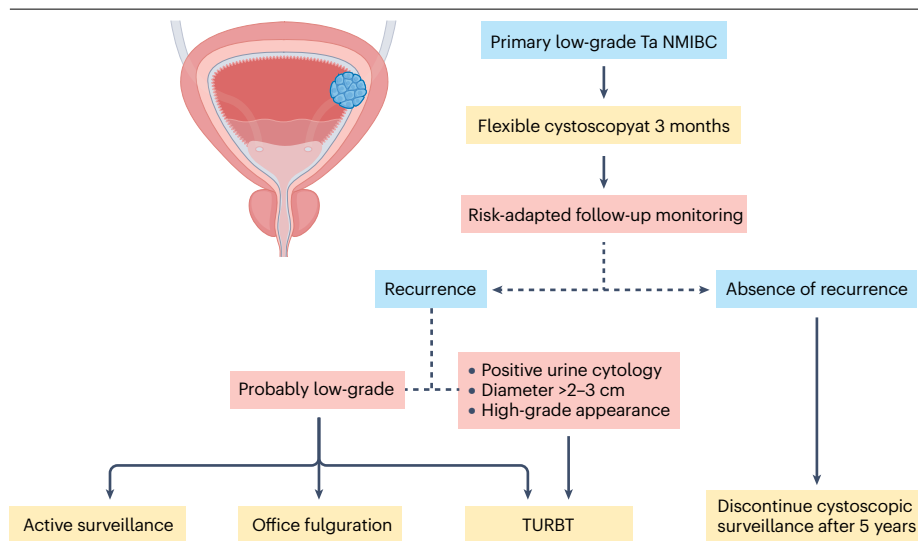 Primary low-grade Ta NMIBC
Flexible cystoscopyat 3 months
Risk-adapted follow-up monitoring
Recurrence
Absence of recurrence
Probably low-grade
• Positive urine cytology
• Diameter >2–3 cm
• High-grade appearance
Active surveillance
Office fulguration
TURBT
Discontinue cystoscopic
surveillance after 5 years